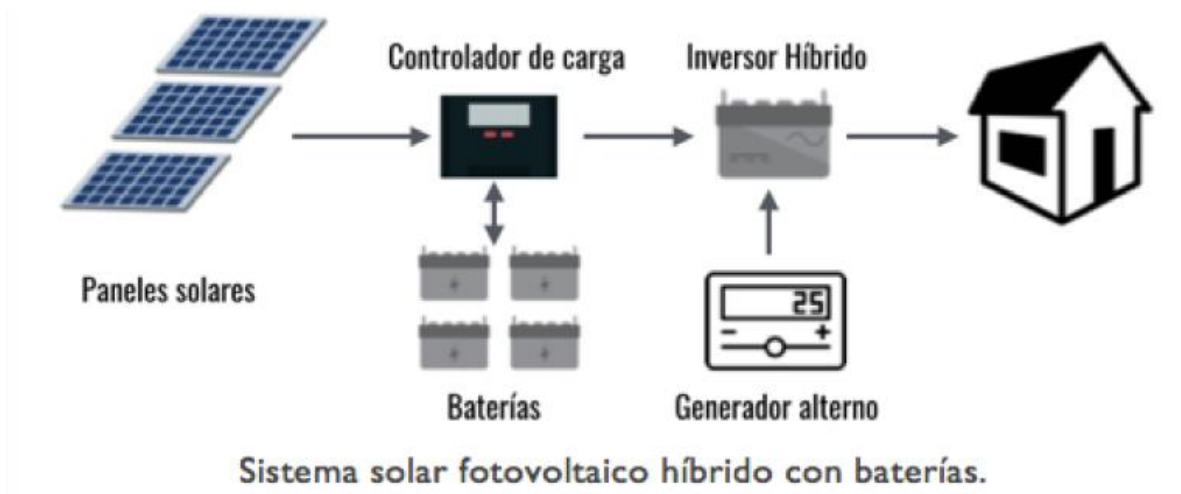 Controlador de carga
Inversor Híbrido
Paneles solares
25
Baterías
Generador alterno
Sistema solar fotovoltaico híbrido con baterías.